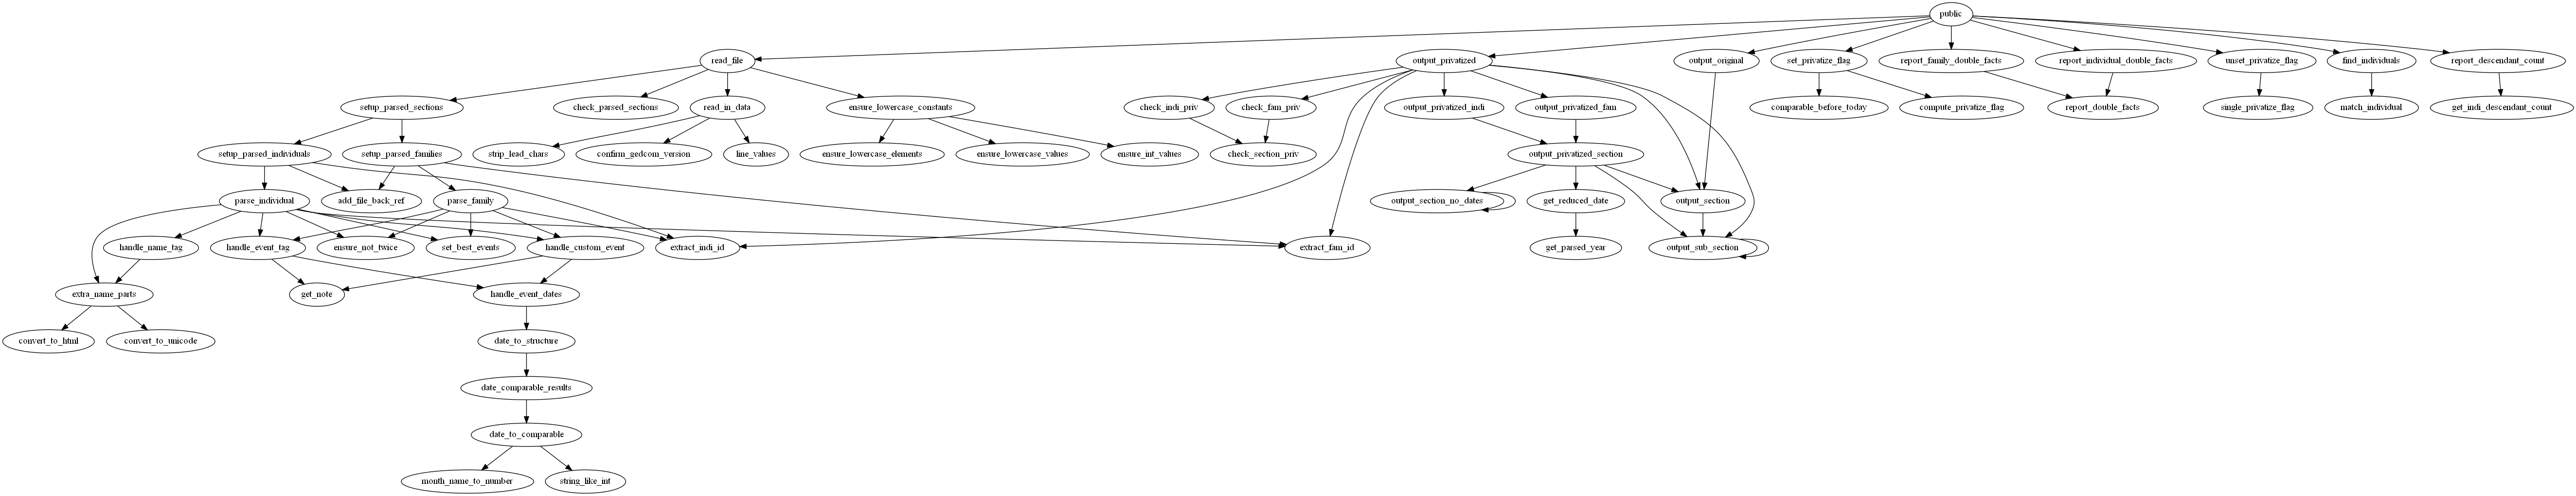 public
read_file
output_privatized
output_original
set_privatize_flag
report_family_double_facts
report_individual_double_facts
unset_privatize_flag
find_individuals
report_descendant_count
setup_parsed_sections
check_parsed_sections
read_in_data
ensure_lowercase_constants
check_indi_priv
check_fam_priv
output_privatized_indi
output_privatized_fam
comparable_before_today
compute_privatize_flag
report_double_facts
single_privatize_flag
match_individual
get_indi_descendant_count
setup_parsed_individuals
setup_parsed_families
strip_lead_chars
confirm_gedcom_version
line_values
ensure_lowercase_elements
ensure_lowercase_values
ensure_int_values
check_section_priv
output_privatized_section
parse_individual
add_file_back_ref
parse_family
output_section_no_dates
get_reduced_date
output_section
handle_name_tag
handle_event_tag
ensure_not_twice
set_best_events
handle_custom_event
extract_indi_id
extract_fam_id
get_parsed_year
output_sub_section
extra_name_parts
get_note
handle_event_dates
convert_to_html
convert_to_unicode
date_to_structure
date_comparable_results
date_to_comparable
month_name_to_number
string_like_int